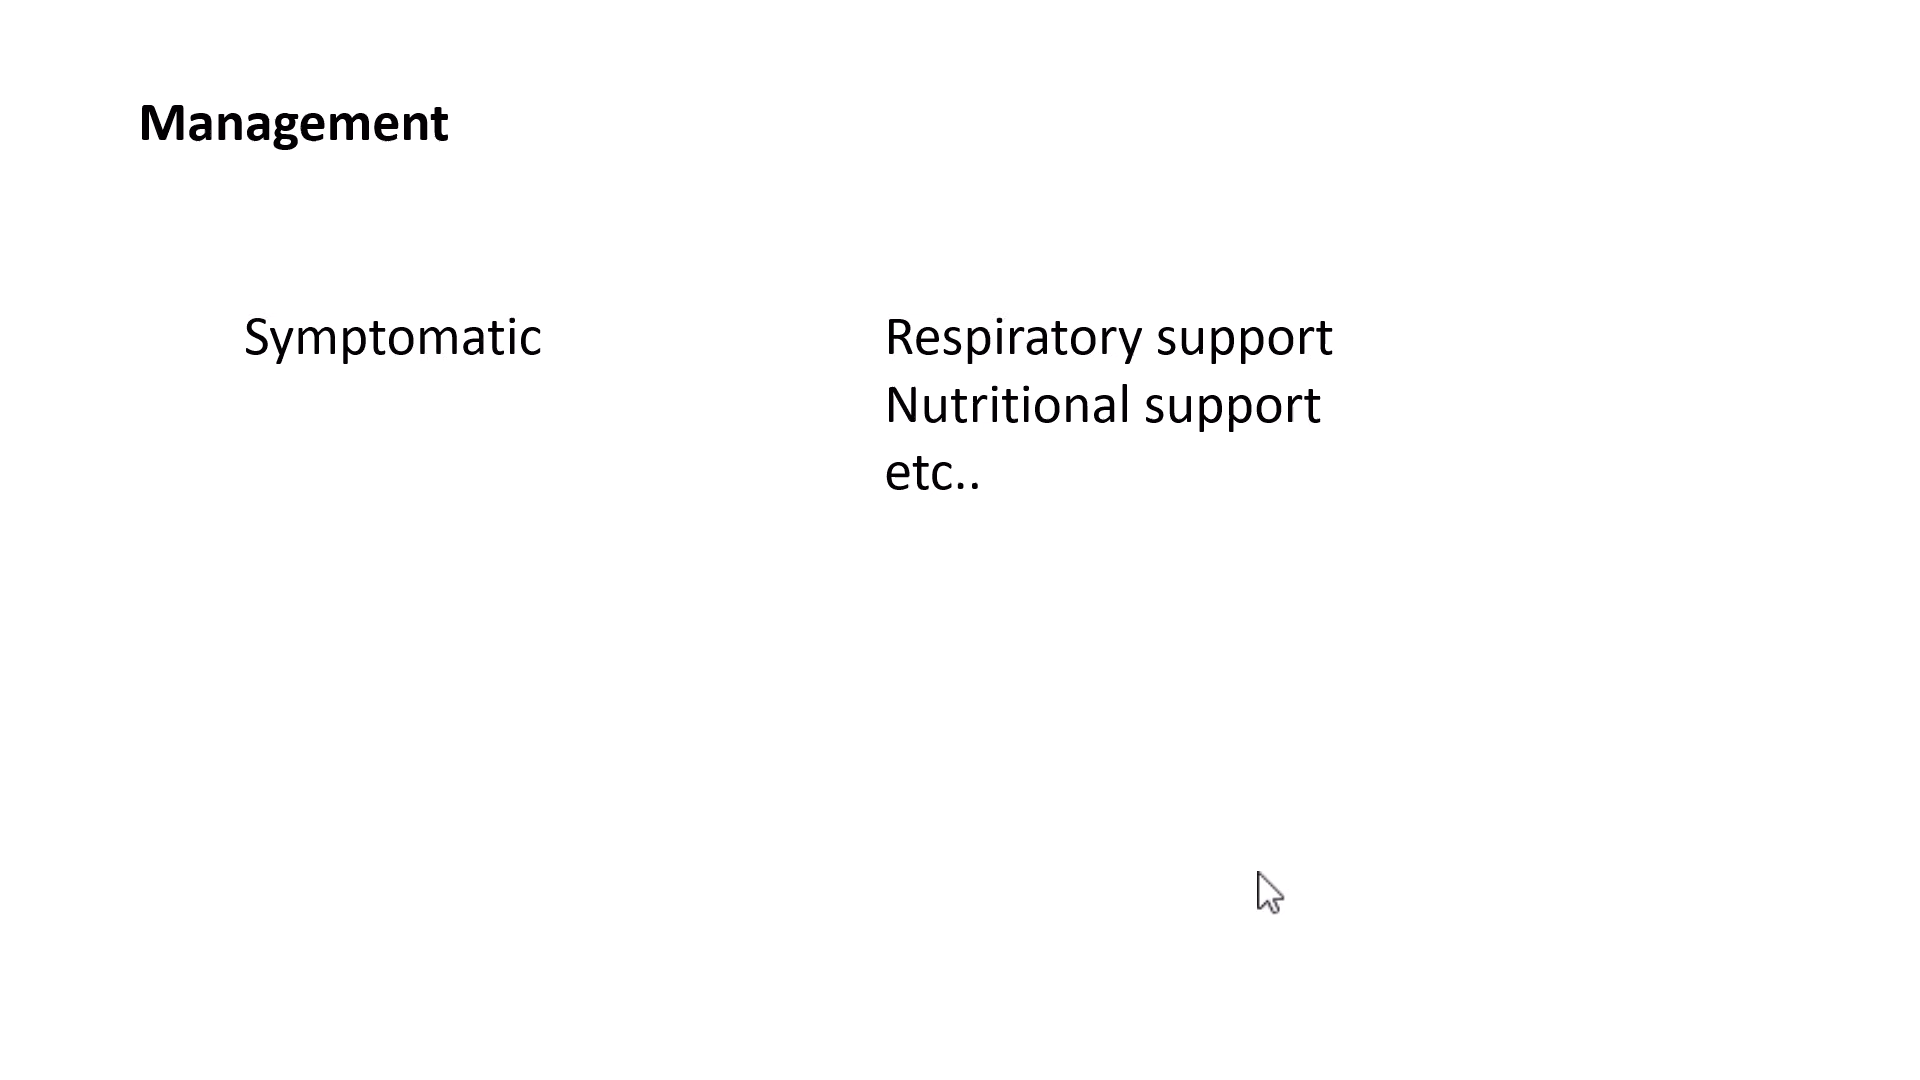 Management
Symptomatic
Respiratory support
Nutritional support
etc..